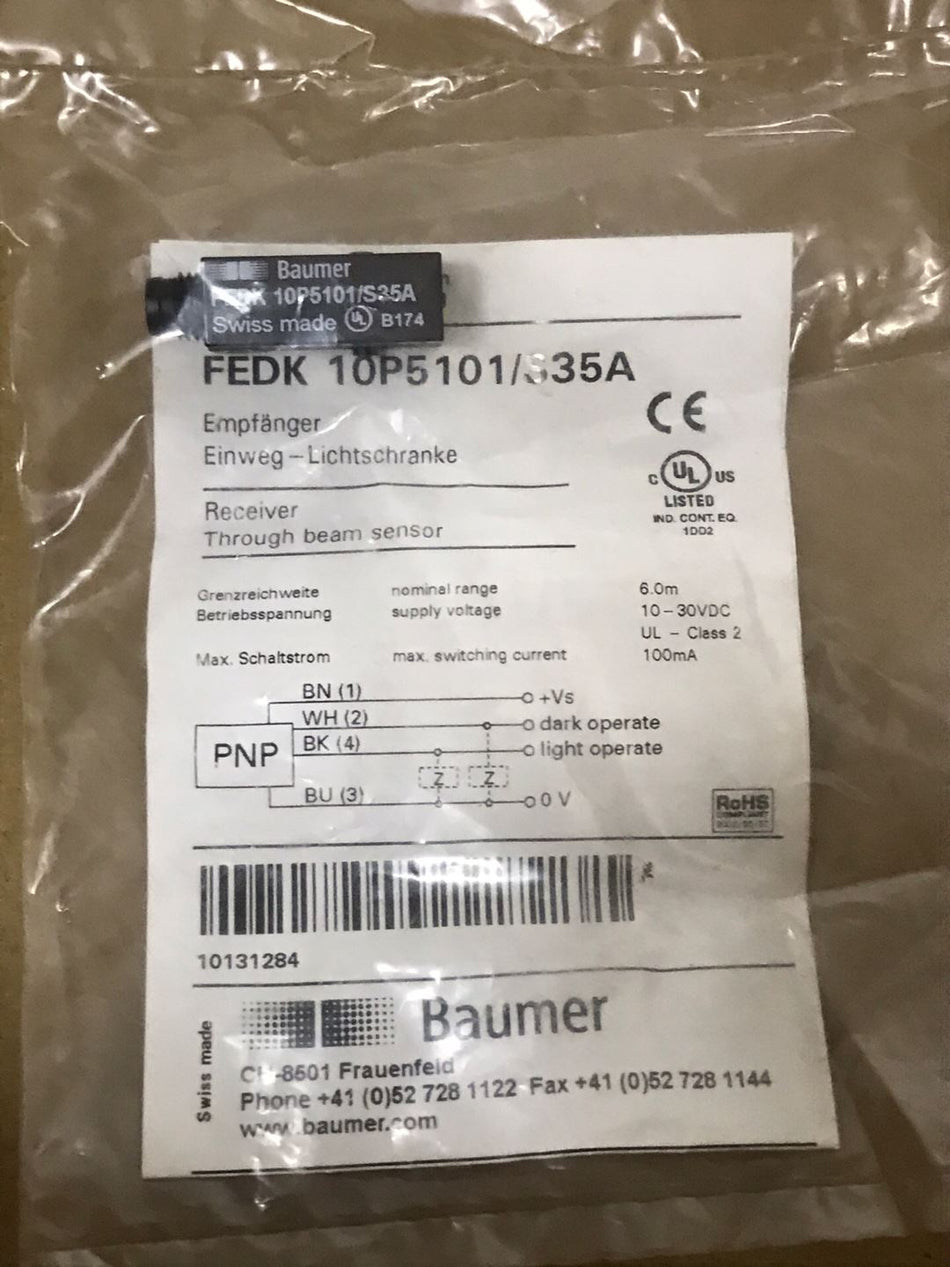 Baumer
FEDK 10P5101/S35A
Swiss made UL B174
FEDK 10P5101/S35A
Empfänger
Einweg – Lichtschranke
CE
C UL US
LISTED
IND. CONT. EQ.
1DD2
Receiver
Through beam sensor
Grenzreichweite nominal range 6.0m
Betriebsspannung supply voltage 10 – 30VDC
UL – Class 2
Max. Schaltstrom max. switching current 100mA
BN (1) +Vs
WH (2) dark operate
PNP BK (4) light operate
Z Z
BU (3) 0 V
RoHS
COMPLIANT
10131284
Swiss made
Baumer
CH-8501 Frauenfeld
Phone +41 (0)52 728 1122 Fax +41 (0)52 728 1144
www.baumer.com